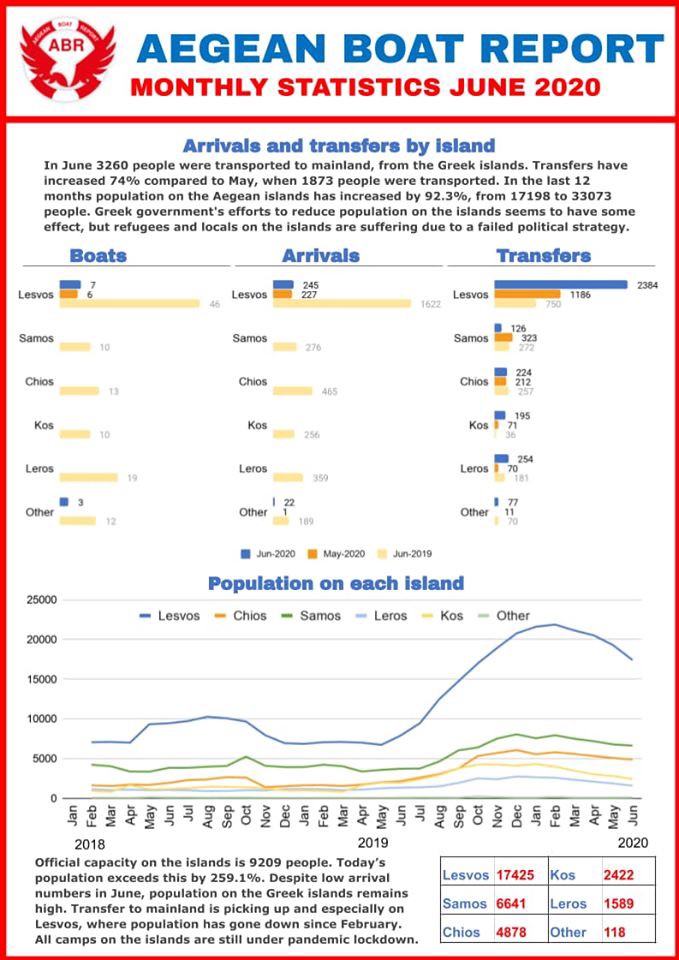 AEGEAN BOAT REPORT
ABR
AEGEAN BOAT REPORT
MONTHLY STATISTICS JUNE 2020
Arrivals and transfers by island
In June 3260 people were transported to mainland, from the Greek islands. Transfers have
increased 74% compared to May, when 1873 people were transported. In the last 12
months population on the Aegean islands has increased by 92.3%, from 17198 to 33073
people. Greek government's efforts to reduce population on the islands seems to have some
effect, but refugees and locals on the islands are suffering due to a failed political strategy.
Boats
Lesvos 7
6
46
Samos 10
Chios 13
Kos 10
Leros 19
Other 3
12
Arrivals
Lesvos 245
227
1622
Samos 276
Chios 465
Kos 256
Leros 359
Other 22
1
189
Transfers
Lesvos 2384
1186
750
Samos 126
323
272
Chios 224
212
257
Kos 195
71
36
Leros 254
70
181
Other 77
11
70
Jun-2020 May-2020 Jun-2019
Population on each island
Lesvos Chios Samos Leros Kos Other
25000
20000
15000
10000
5000
0
Jan Feb Mar Apr May Jun Jul Aug Sep Oct Nov Dec Jan Feb Mar Apr May Jun Jul Aug Sep Oct Nov Dec Jan Feb Mar Apr May Jun
2018 2019 2020
Official capacity on the islands is 9209 people. Today's
population exceeds this by 259.1%. Despite low arrival
numbers in June, population on the Greek islands remains
high. Transfer to mainland is picking up and especially on
Lesvos, where population has gone down since February.
All camps on the islands are still under pandemic lockdown.
Lesvos 17425 Kos 2422
Samos 6641 Leros 1589
Chios 4878 Other 118